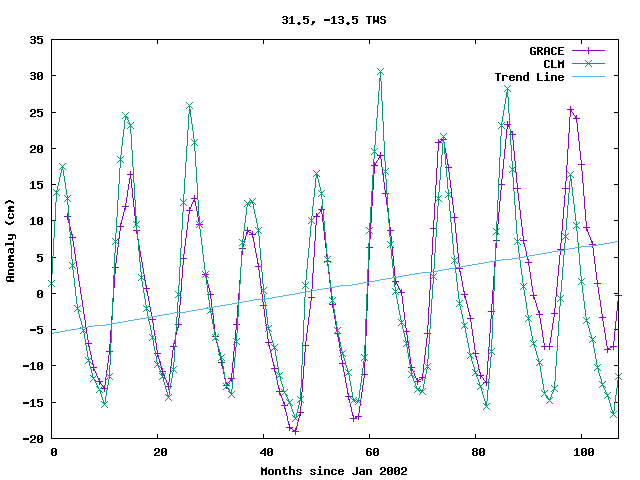 31.5, -13.5 TWS
GRACE
CLM
Trend Line
35
30
25
20
15
10
5
0
-5
-10
-15
-20
Anomaly (cm)
0 20 40 60 80 100
Months since Jan 2002